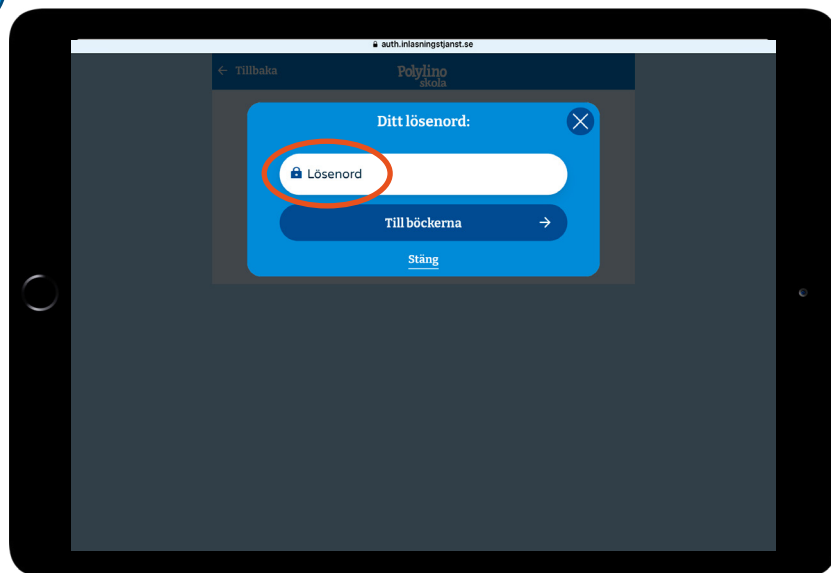 auth.inlasningstjanst.se
← Tillbaka
Polylino
skola
Ditt lösenord:
Lösenord
Till böckerna →
Stäng